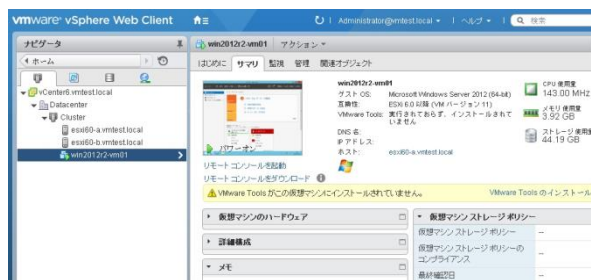 vmware® vSphere Web Client
Administrator@vmtest.local
ヘルプ
検索
ナビゲータ
ホーム
vCenter6.vmtest.local
Datacenter
Cluster
esxi60-a.vmtest.local
esxi60-b.vmtest.local
win2012r2-vm01
win2012r2-vm01 アクション
はじめに サマリ 監視 管理 関連オブジェクト
パワーオン
リモート コンソールを起動
リモート コンソールをダウンロード
win2012r2-vm01
ゲスト OS: Microsoft Windows Server 2012 (64-bit)
互換性: ESXi 6.0 以降 (VM バージョン 11)
VMware Tools: 実行されておらず、インストールされて
いません
DNS 名:
IP アドレス:
ホスト: esxi60-a.vmtest.local
CPU 使用量
143.00 MHz
メモリ使用量
3.92 GB
ストレージ使用量
44.19 GB
VMware Tools がこの仮想マシンにインストールされていません。 VMware Tools のインストール
仮想マシンのハードウェア
詳細構成
メモ
仮想マシン ストレージ ポリシー
仮想マシン ストレージ ポリシー --
仮想マシン ストレージ ポリシーの
コンプライアンス --
最終確認日 --